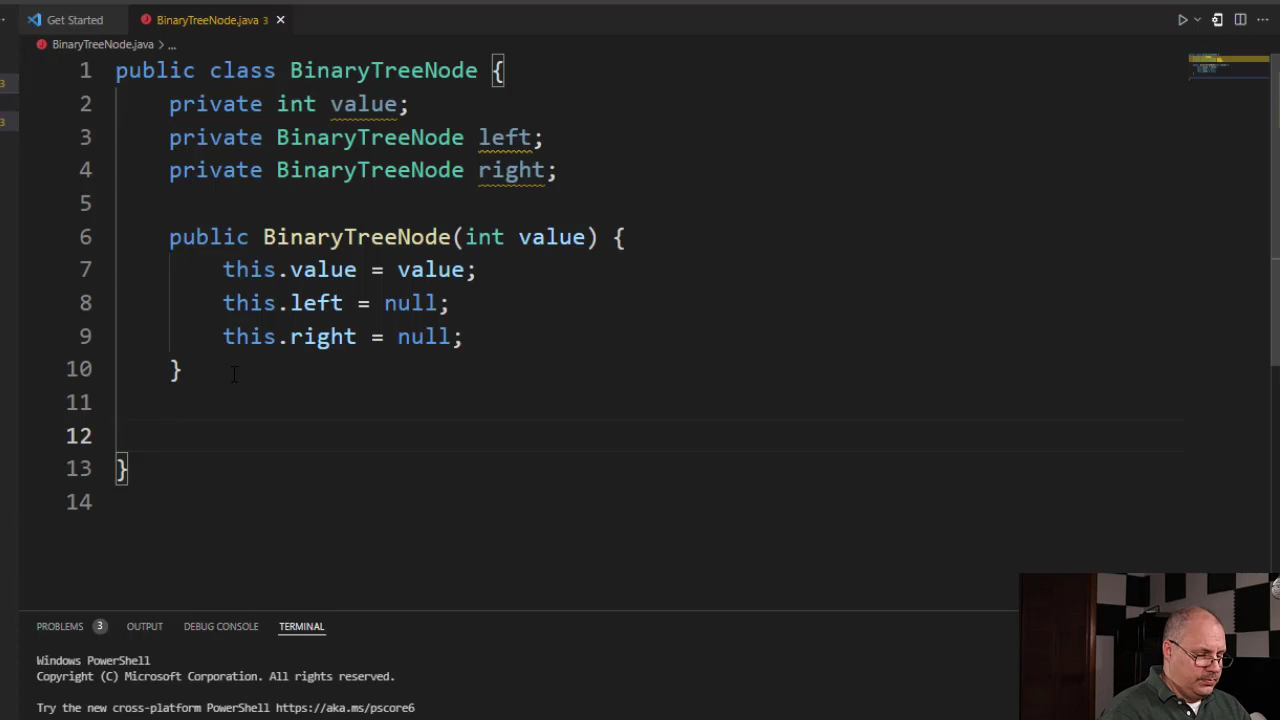 Get Started BinaryTreeNode.java 3
BinaryTreeNode.java > ...
1 public class BinaryTreeNode {
2 private int value;
3 private BinaryTreeNode left;
4 private BinaryTreeNode right;
5
6 public BinaryTreeNode(int value) {
7 this.value = value;
8 this.left = null;
9 this.right = null;
10 }
11
12
13 }
14
3
3
PROBLEMS 3 OUTPUT DEBUG CONSOLE TERMINAL
Windows PowerShell
Copyright (C) Microsoft Corporation. All rights reserved.
Try the new cross-platform PowerShell https://aka.ms/pscore6